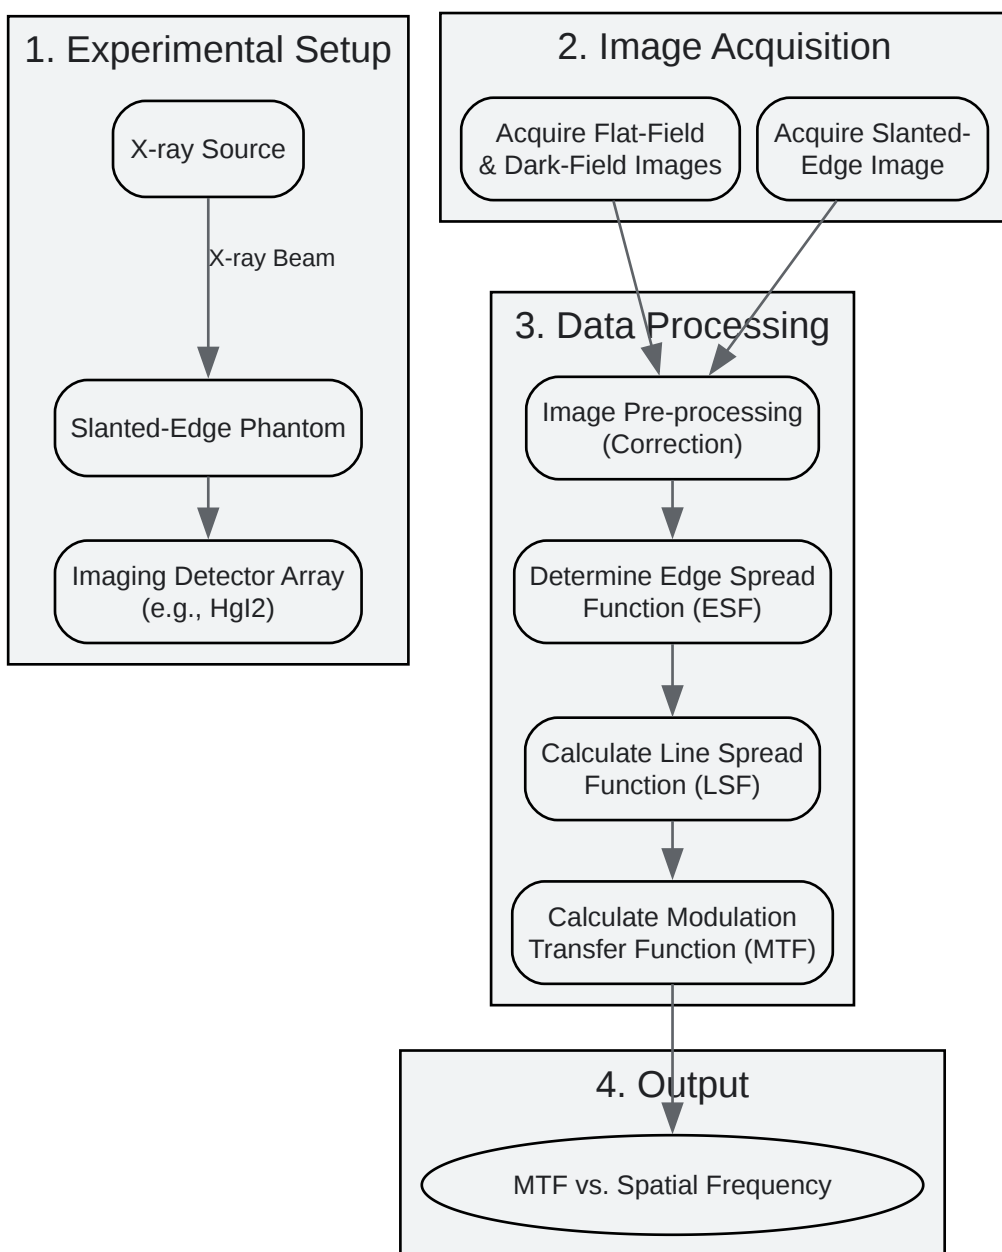 1. Experimental Setup
X-ray Source
X-ray Beam
Slanted-Edge Phantom
Imaging Detector Array
(e.g., HgI2)
2. Image Acquisition
Acquire Flat-Field
& Dark-Field Images
Acquire Slanted-
Edge Image
3. Data Processing
Image Pre-processing
(Correction)
Determine Edge Spread
Function (ESF)
Calculate Line Spread
Function (LSF)
Calculate Modulation
Transfer Function (MTF)
4. Output
MTF vs. Spatial Frequency